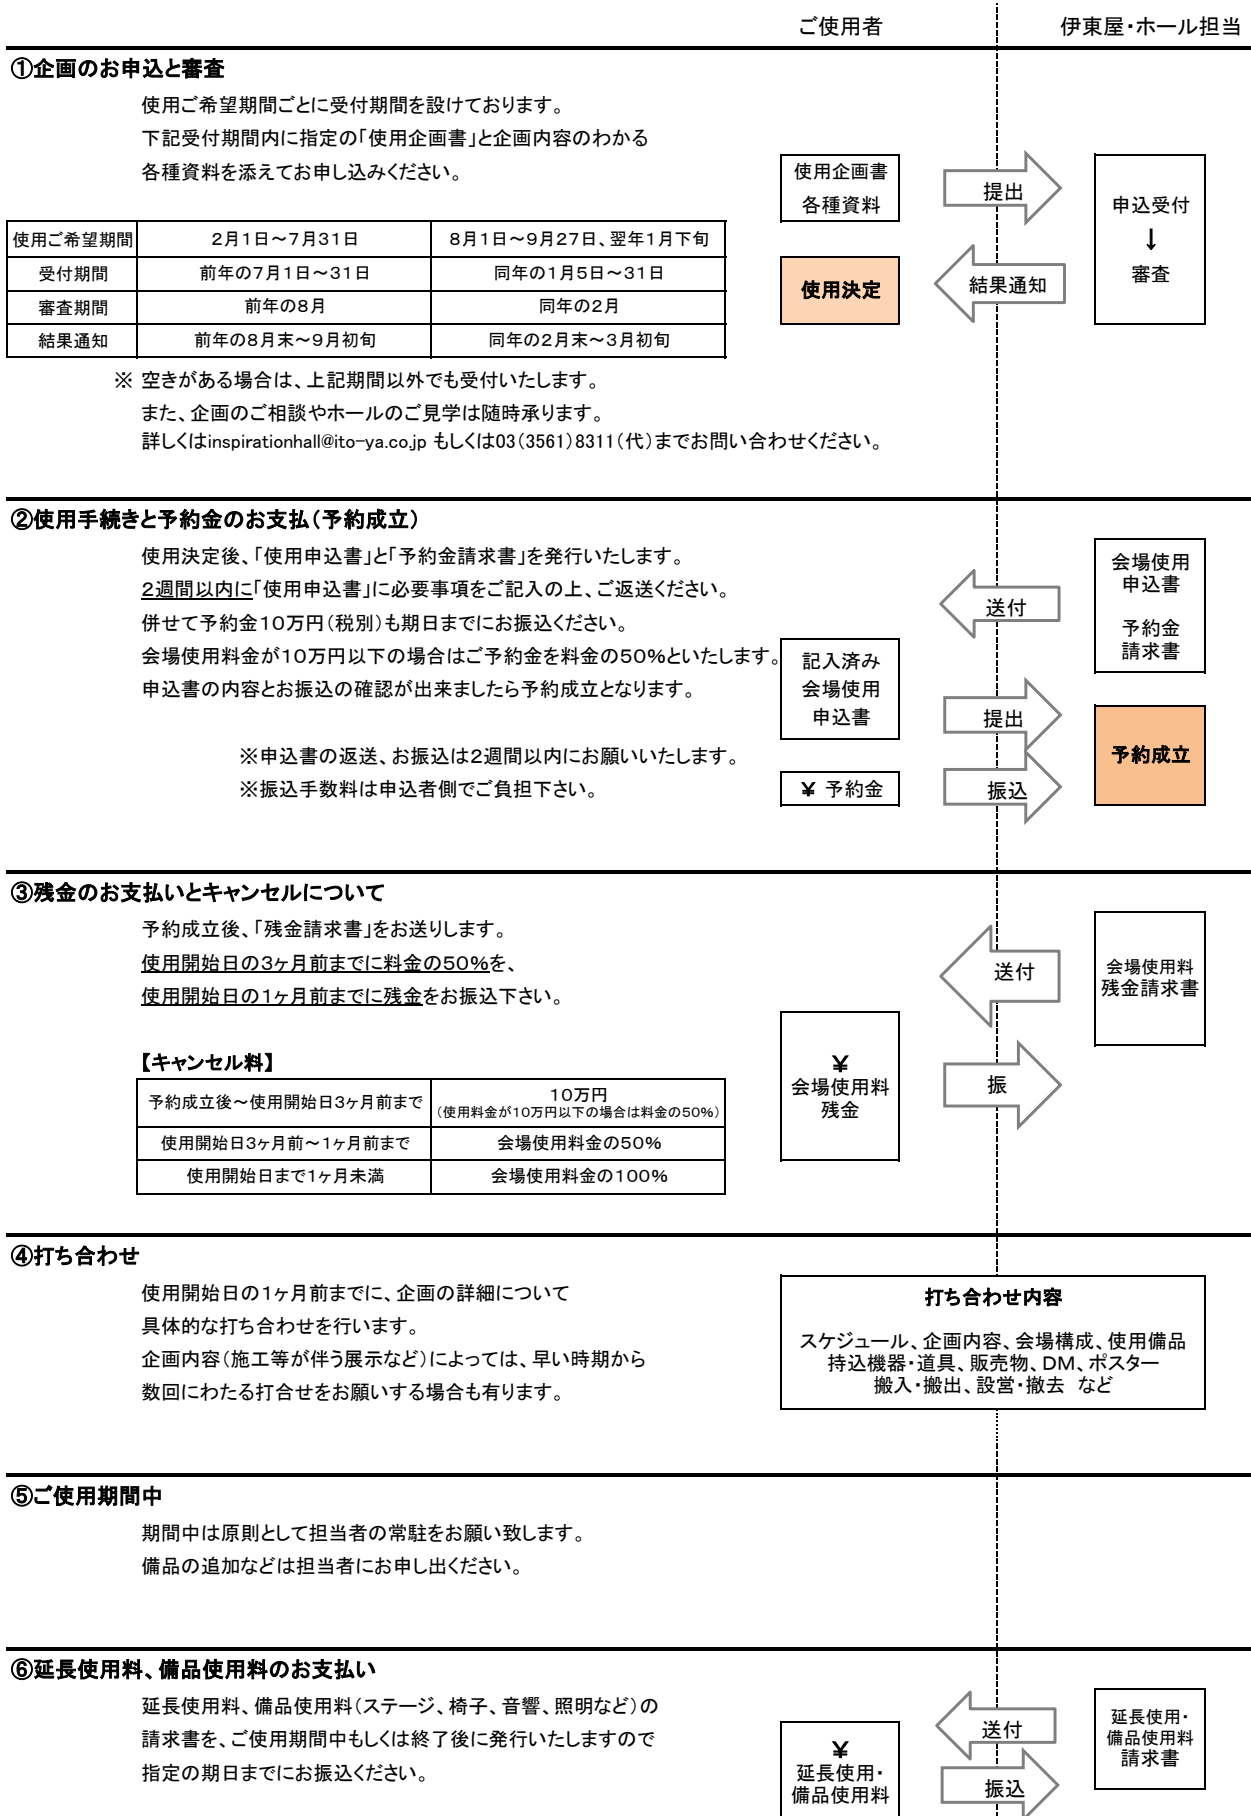 ご使用者
伊東屋・ホール担当
①企画のお申込と審査
使用ご希望期間ごとに受付期間を設けております。
下記受付期間内に指定の「使用企画書」と企画内容のわかる
各種資料を添えてお申し込みください。
使用企画書
各種資料
提出
申込受付
↓
審査
使用決定
結果通知
使用ご希望期間 2月1日～7月31日 8月1日～9月27日、翌年1月下旬
受付期間 前年の7月1日～31日 同年の1月5日～31日
審査期間 前年の8月 同年の2月
結果通知 前年の8月末～9月初旬 同年の2月末～3月初旬
※ 空きがある場合は、上記期間以外でも受付いたします。
また、企画のご相談やホールのご見学は随時承ります。
詳しくはinspirationhall@ito-ya.co.jp もしくは03(3561)8311(代)までお問い合わせください。
②使用手続きと予約金のお支払(予約成立)
使用決定後、「使用申込書」と「予約金請求書」を発行いたします。
2週間以内に「使用申込書」に必要事項をご記入の上、ご返送ください。
併せて予約金10万円(税別)も期日までにお振込ください。
会場使用料金が10万円以下の場合はご予約金を料金の50%といたします。
申込書の内容とお振込の確認が出来ましたら予約成立となります。
※申込書の返送、お振込は2週間以内にお願いいたします。
※振込手数料は申込者側でご負担下さい。
会場使用
申込書
予約金
請求書
送付
記入済み
会場使用
申込書
提出
予約成立
¥ 予約金
振込
③残金のお支払いとキャンセルについて
予約成立後、「残金請求書」をお送りします。
使用開始日の3ヶ月前までに料金の50%を、
使用開始日の1ヶ月前までに残金をお振込下さい。
会場使用料
残金請求書
送付
¥
会場使用料
残金
振
【キャンセル料】
予約成立後～使用開始日3ヶ月前まで 10万円
(使用料金が10万円以下の場合は料金の50%)
使用開始日3ヶ月前～1ヶ月前まで 会場使用料金の50%
使用開始日まで1ヶ月未満 会場使用料金の100%
④打ち合わせ
使用開始日の1ヶ月前までに、企画の詳細について
具体的な打ち合わせを行います。
企画内容(施工等が伴う展示など)によっては、早い時期から
数回にわたる打合せをお願いする場合も有ります。
打ち合わせ内容
スケジュール、企画内容、会場構成、使用備品
持込機器・道具、販売物、DM、ポスター
搬入・搬出、設営・撤去 など
⑤ご使用期間中
期間中は原則として担当者の常駐をお願い致します。
備品の追加などは担当者にお申し出ください。
⑥延長使用料、備品使用料のお支払い
延長使用料、備品使用料(ステージ、椅子、音響、照明など)の
請求書を、ご使用期間中もしくは終了後に発行いたしますので
指定の期日までにお振込ください。
延長使用・
備品使用料
請求書
送付
¥
延長使用・
備品使用料
振込